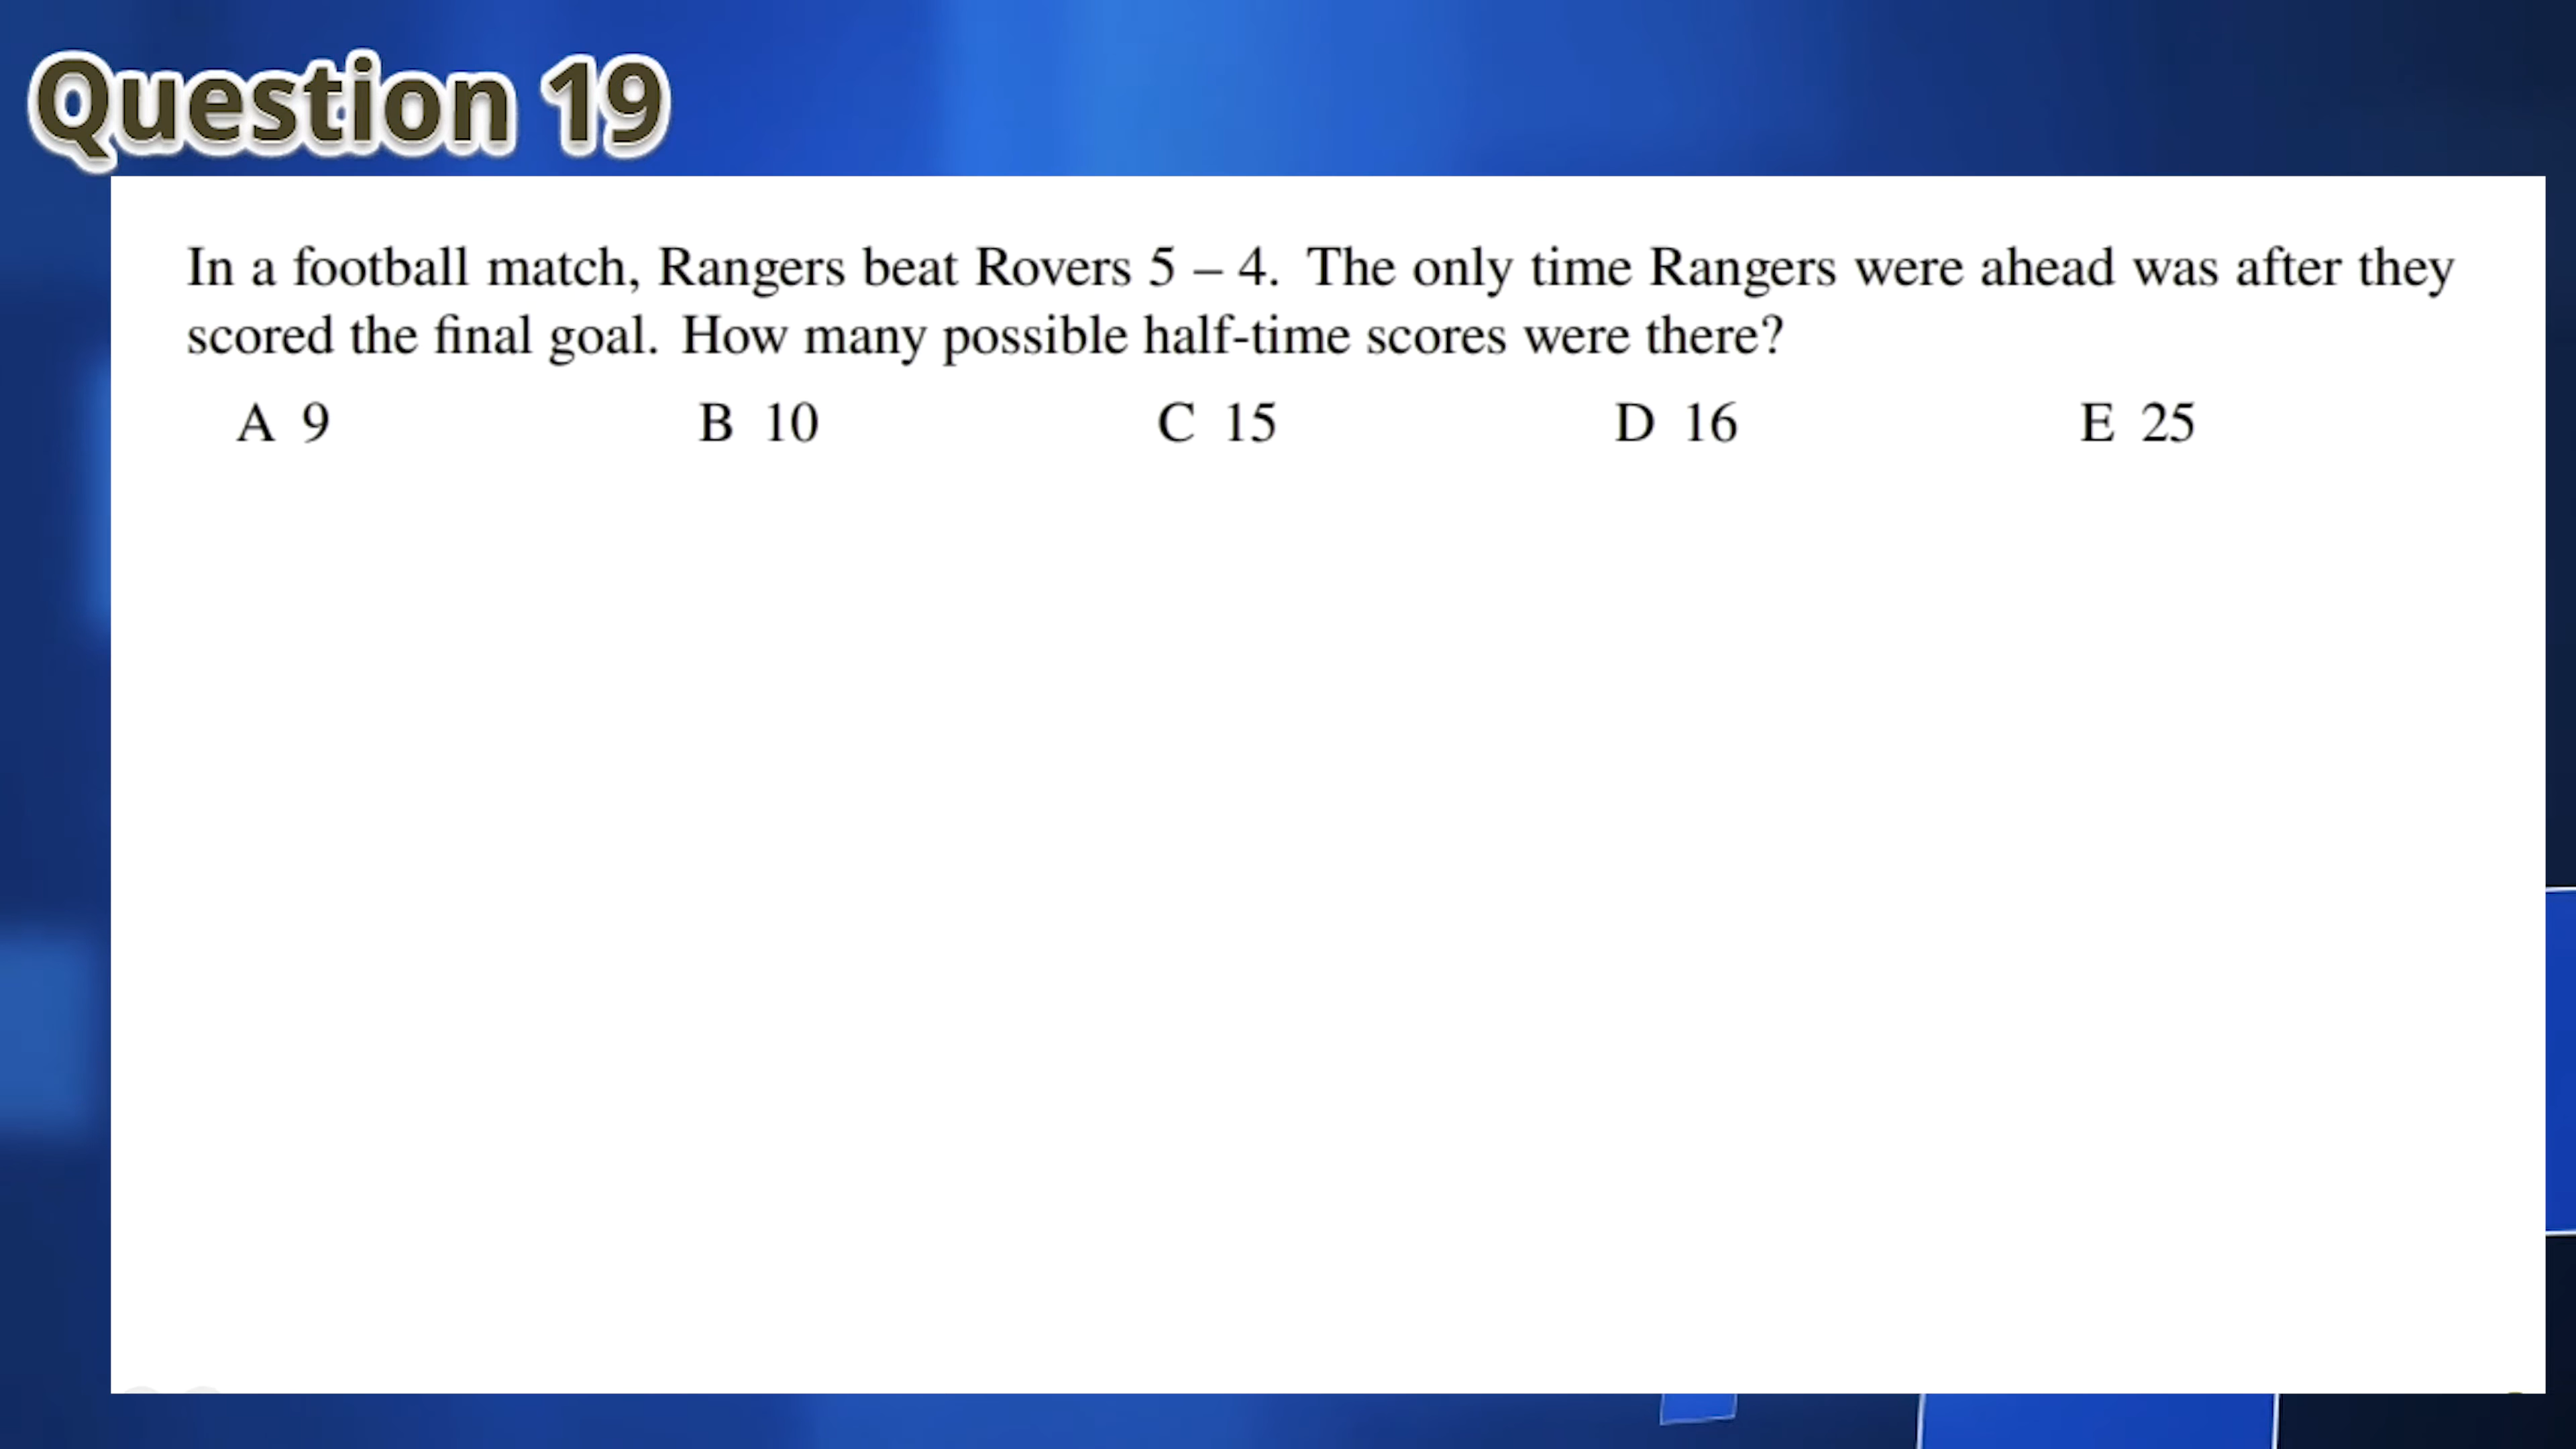 Question 19
In a football match, Rangers beat Rovers 5 – 4. The only time Rangers were ahead was after they
scored the final goal. How many possible half-time scores were there?
A 9 B 10 C 15 D 16 E 25